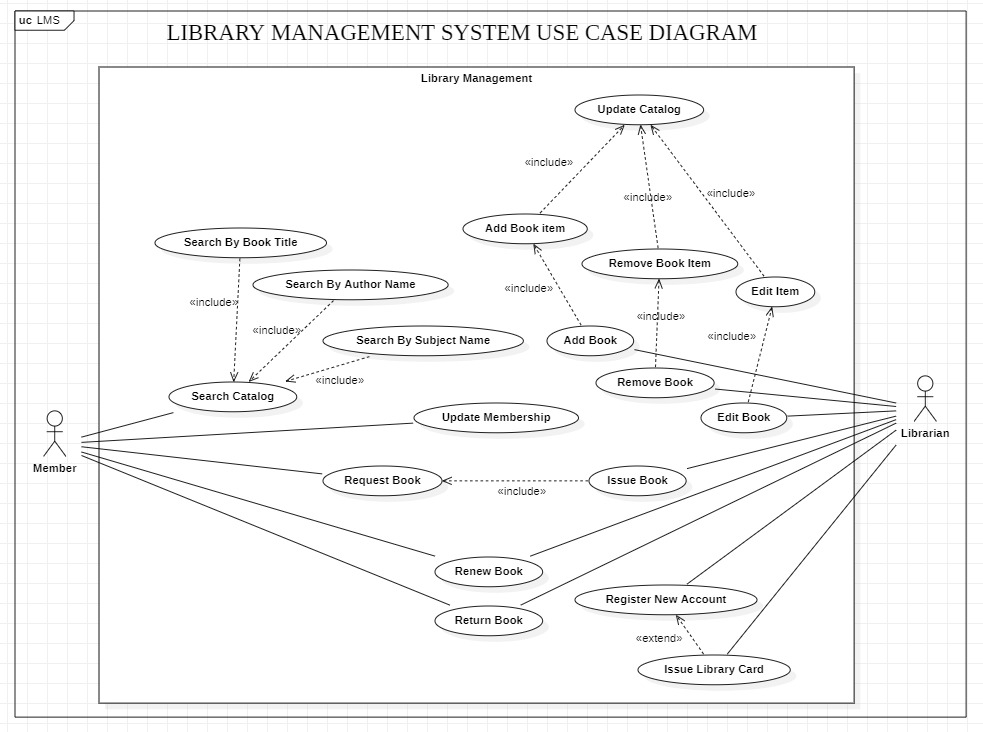 uc LMS
LIBRARY MANAGEMENT SYSTEM USE CASE DIAGRAM
Library Management
Update Catalog
«include»
«include»
«include»
Add Book item
Search By Book Title
Remove Book Item
Search By Author Name
Edit Item
«include»
«include»
«include»
«include»
«include»
Search By Subject Name
Add Book
«include»
Remove Book
Search Catalog
Update Membership
Edit Book
Librarian
Member
Request Book
Issue Book
«include»
Renew Book
Register New Account
Return Book
«extend»
Issue Library Card